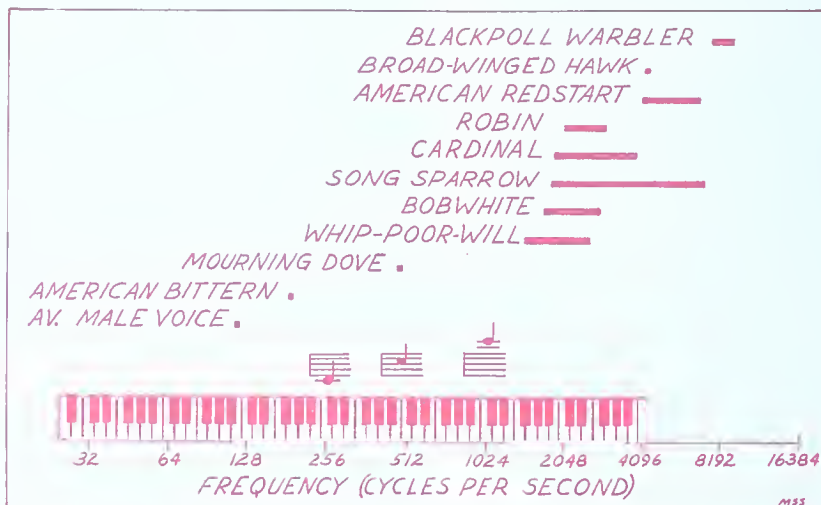 BLACKPOLL WARBLER
BROAD-WINGED HAWK
AMERICAN REDSTART
ROBIN
CARDINAL
SONG SPARROW
BOBWHITE
WHIP-POOR-WILL
MOURNING DOVE
AMERICAN BITTERN
AV. MALE VOICE
32 64 128 256 512 1024 2048 4096 8192 16384
FREQUENCY (CYCLES PER SECOND)
MSS